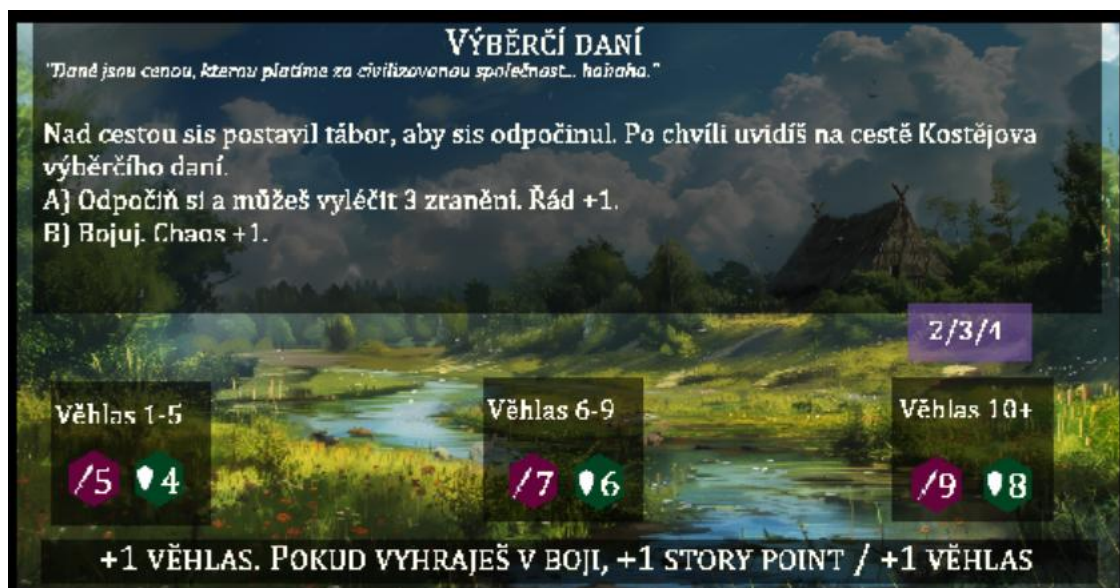 VÝBĚRČÍ DANÍ
"Daně jsou cenou, kterou platíme za civilizovanou společnost... hahaha."
Nad cestou sis postavil tábor, aby sis odpočinul. Po chvíli uvidíš na cestě Kostějova
výběrčího daní.
A) Odpočiň si a můžeš vyléčit 3 zranění. Řád +1.
B) Bojuj. Chaos +1.
2/3/4
Věhlas 1-5
Věhlas 6-9
Věhlas 10+
/5 4
/7 6
/9 8
+1 VĚHLAS. POKUD VYHRAJEŠ V BOJI, +1 STORY POINT / +1 VĚHLAS